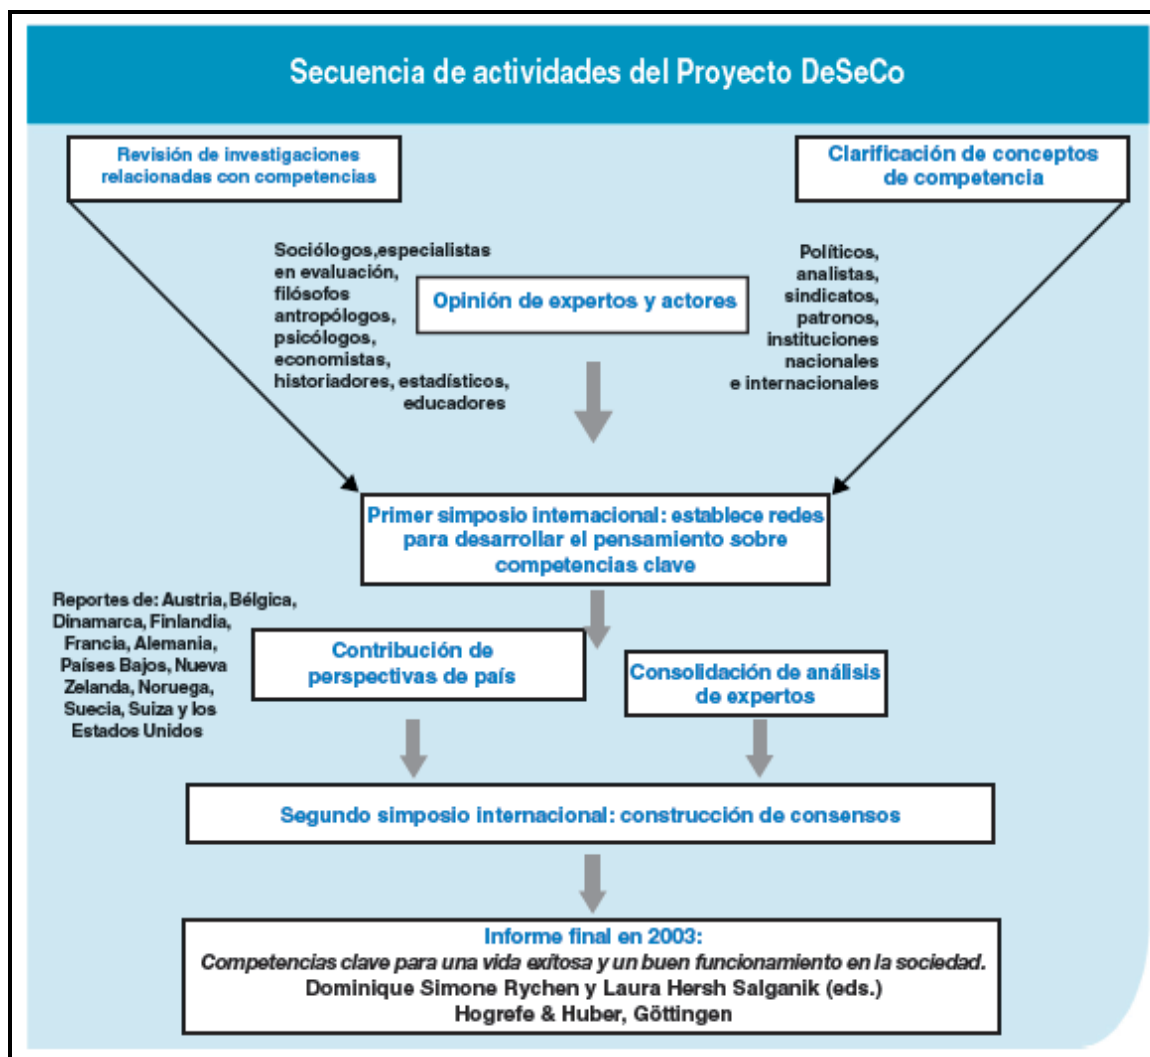 Secuencia de actividades del Proyecto DeSeCo
Revisión de investigaciones
relacionadas con competencias
Clarificación de conceptos
de competencia
Sociólogos,especialistas
en evaluación,
filósofos
antropólogos,
psicólogos,
economistas,
historiadores, estadísticos,
educadores
Opinión de expertos y actores
Políticos,
analistas,
sindicatos,
patronos,
instituciones
nacionales
e internacionales
Primer simposio internacional: establece redes
para desarrollar el pensamiento sobre
competencias clave
Reportes de: Austria, Bélgica,
Dinamarca, Finlandia,
Francia, Alemania,
Países Bajos, Nueva
Zelanda, Noruega,
Suecia, Suiza y los
Estados Unidos
Contribución de
perspectivas de país
Consolidación de análisis
de expertos
Segundo simposio internacional: construcción de consensos
Informe final en 2003:
Competencias clave para una vida exítosa y un buen funcionamiento en la sociedad.
Dominique Simone Rychen y Laura Hersh Salganik (eds.)
Hogrefe & Huber, Göttingen